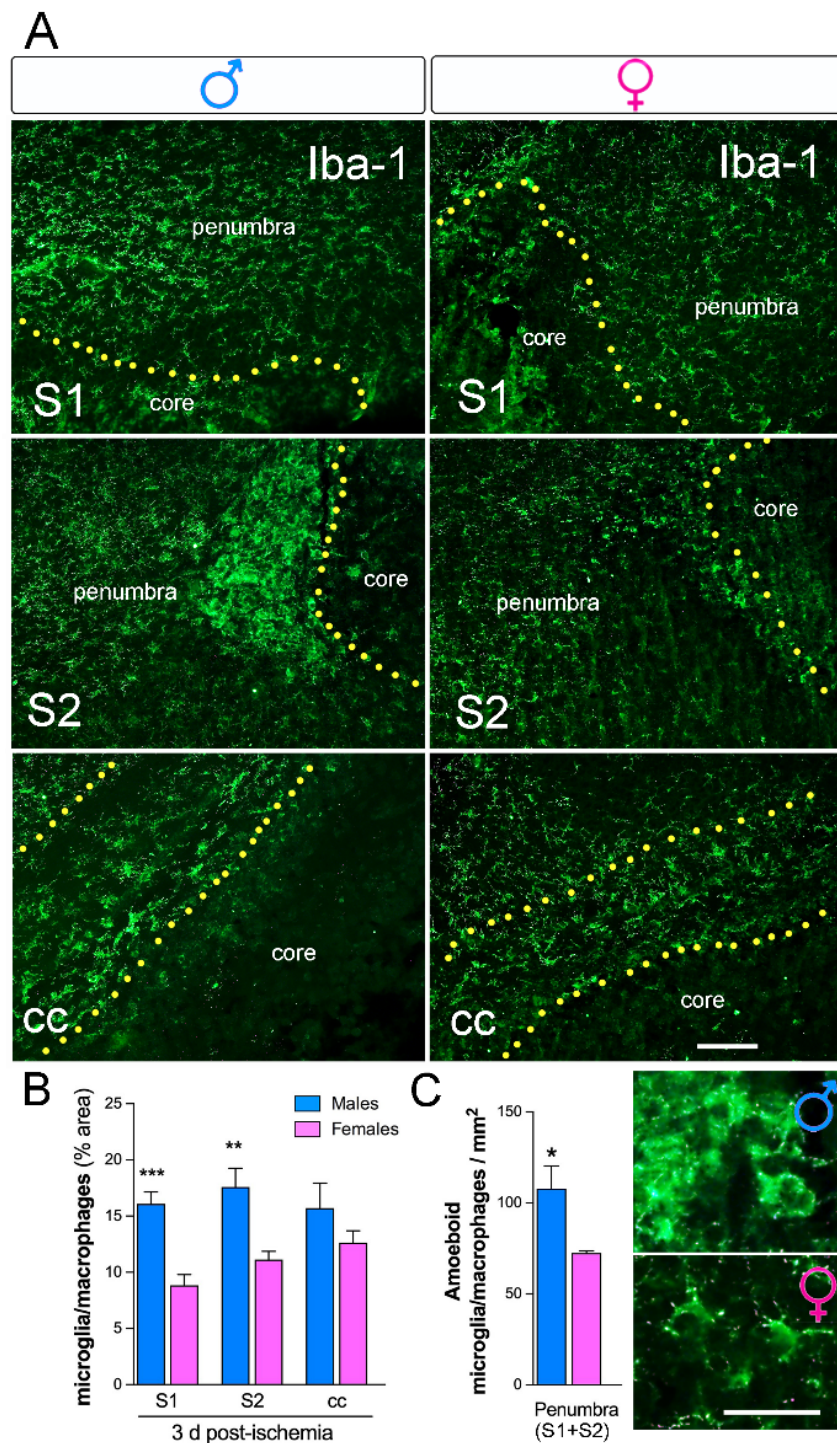 A
♂ ♀
Iba-1 Iba-1
penumbra
penumbra
core
core
S1 S1
core
penumbra core
penumbra
S2 S2
core
core
cc cc
B
microglia/macrophages (% area)
25
20
15
10
5
0
Males
Females
***
**
S1 S2 cc
3 d post-ischemia
C
Amoeboid
microglia/macrophages / mm²
150
100
50
0
*
Penumbra
(S1+S2)
♂
♀